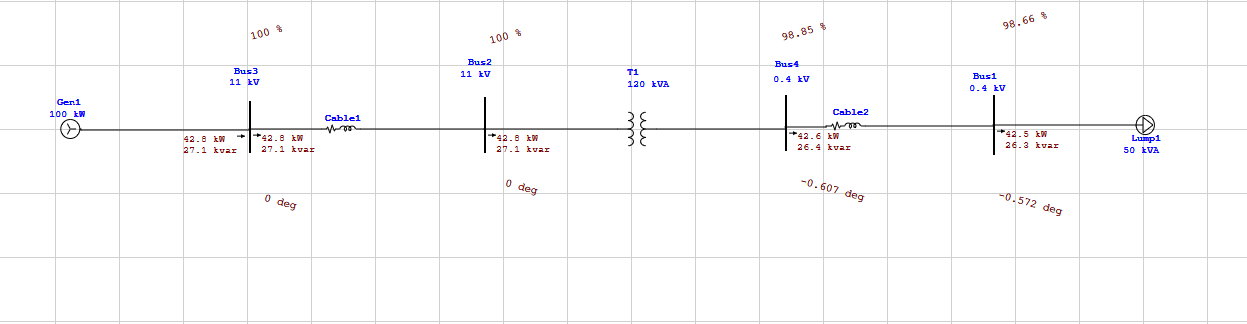 100 %
100 %
98.85 %
98.66 %
Bus3
11 kV
Bus2
11 kV
T1
120 kVA
Bus4
0.4 kV
Bus1
0.4 kV
Gen1
100 kW
Cable1
Cable2
42.8 kW
27.1 kvar
42.8 kW
27.1 kvar
42.8 kW
27.1 kvar
42.6 kW
26.4 kvar
42.5 kW
26.3 kvar
Lump1
50 kVA
0 deg
0 deg
-0.607 deg
-0.572 deg